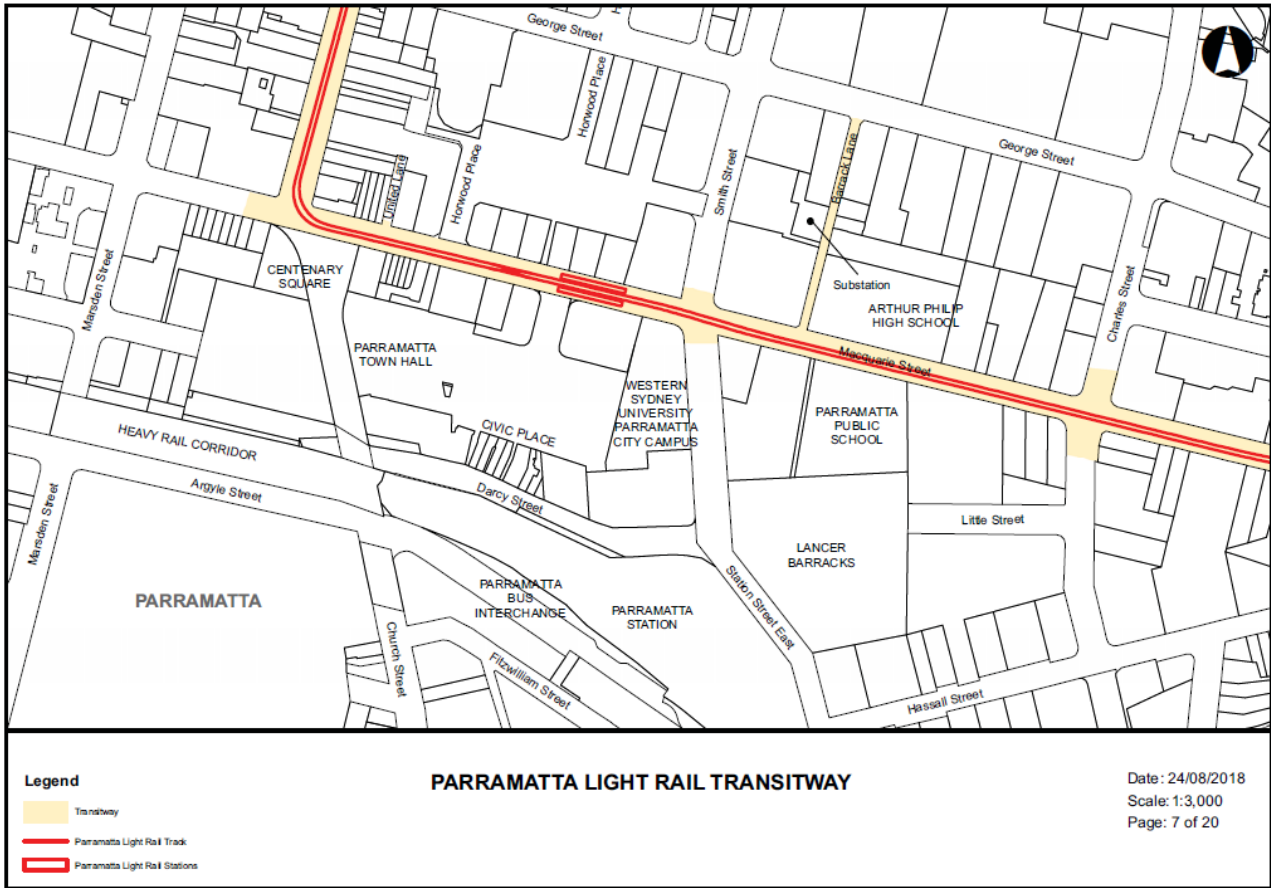 George Street
H
Horwood Place
George Street
United Lane
Horwood Place
Smith Street
Barrack Lane
Marsden Street
CENTENARY
SQUARE
Substation
ARTHUR PHILIP
HIGH SCHOOL
Charles Street
PARRAMATTA
TOWN HALL
Macquarie Street
WESTERN
SYDNEY
UNIVERSITY
PARRAMATTA
CITY CAMPUS
PARRAMATTA
PUBLIC
SCHOOL
HEAVY RAIL CORRIDOR
CIVIC PLACE
Argyle Street
Darcy Street
Marsden Street
Little Street
LANCER
BARRACKS
PARRAMATTA
PARRAMATTA
BUS
INTERCHANGE
PARRAMATTA
STATION
Station Street East
Church Street
Fitzwilliam Street
Hassall Street
Legend
Transitway
Parramatta Light Rail Track
Parramatta Light Rail Stations
PARRAMATTA LIGHT RAIL TRANSITWAY
Date: 24/08/2018
Scale: 1:3,000
Page: 7 of 20